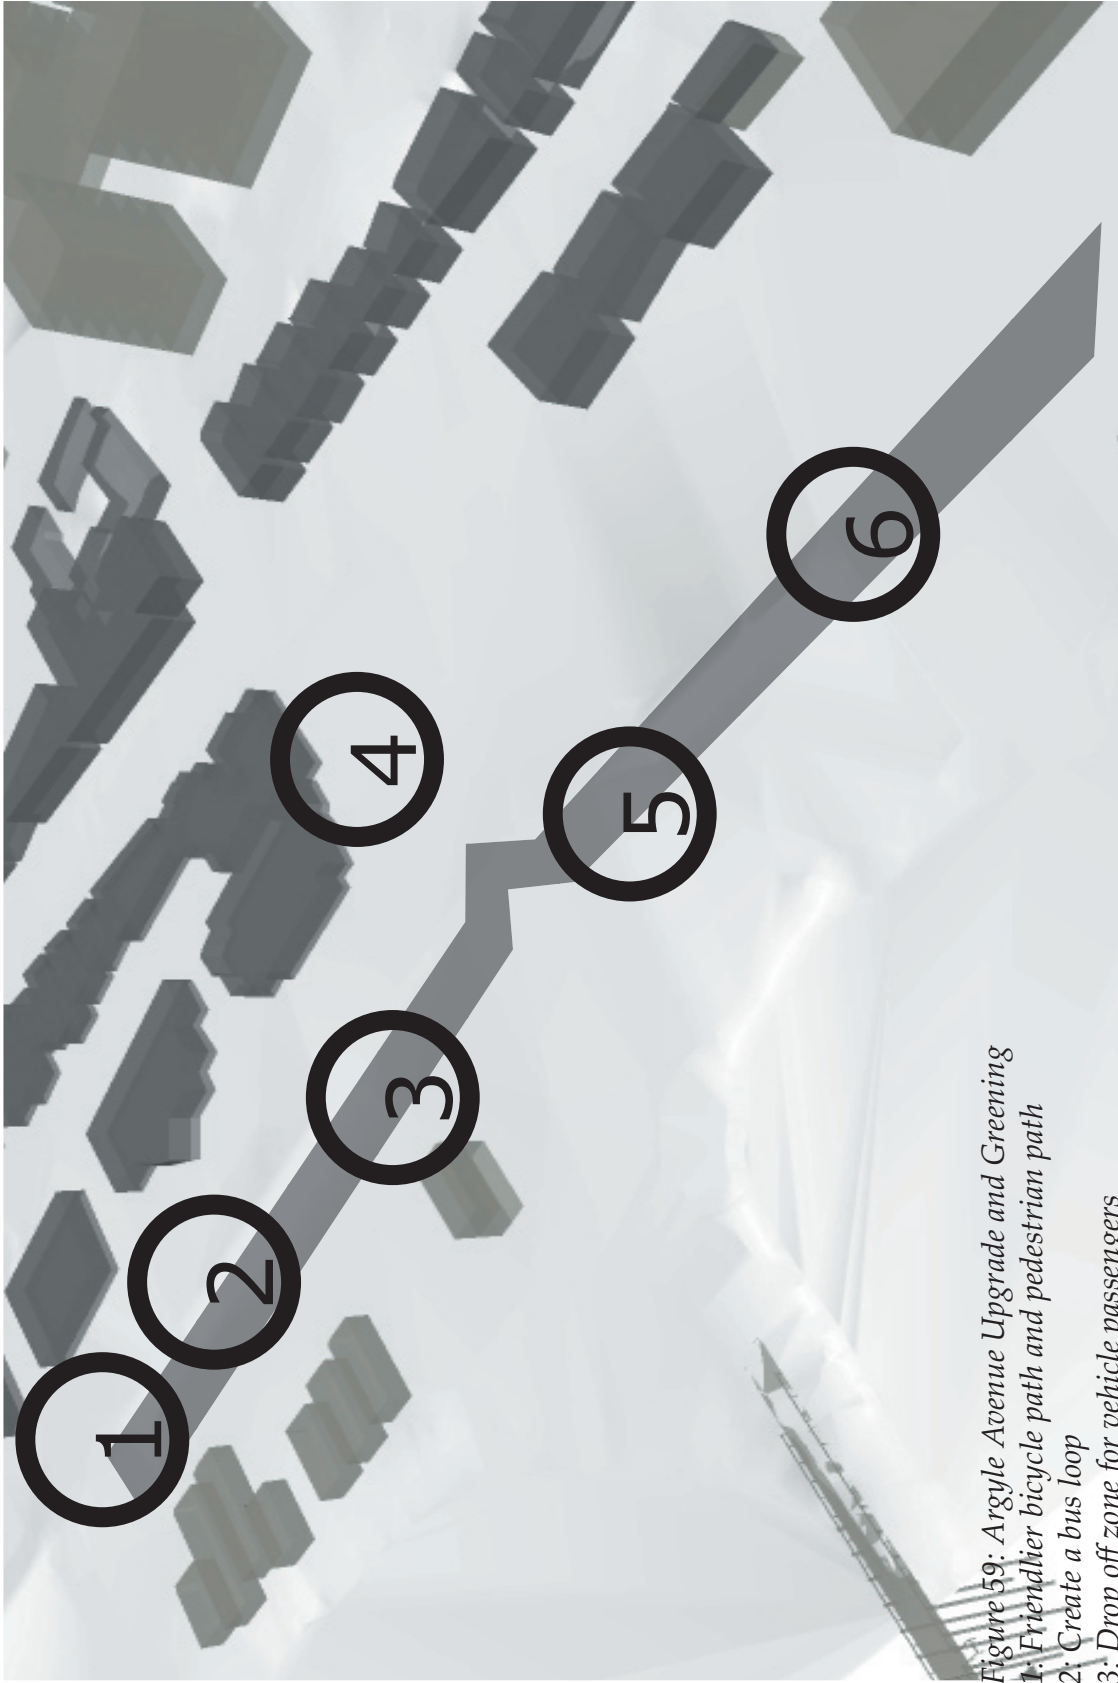 1
2
3
4
5
6
Figure 59: Argyle Avenue Upgrade and Greening
1: Friendlier bicycle path and pedestrian path
2: Create a bus loop
3: Drop off zone for vehicle passengers